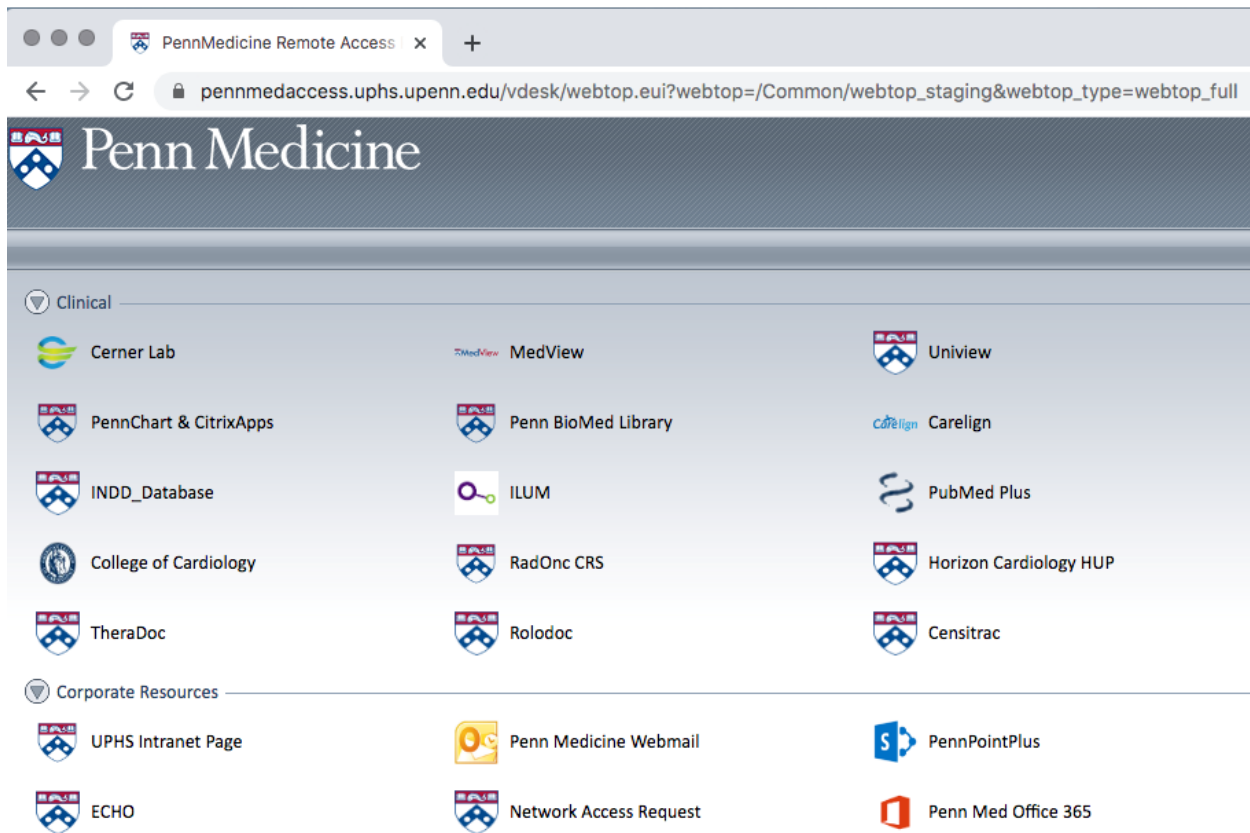 PennMedicine Remote Access
pennmedaccess.uphs.upenn.edu/vdesk/webtop.eui?webtop=/Common/webtop_staging&webtop_type=webtop_full
Penn Medicine
Clinical
Cerner Lab
MedView MedView
Uniview
PennChart & CitrixApps
Penn BioMed Library
Carelign Carelign
INDD_Database
ILUM
PubMed Plus
College of Cardiology
RadOnc CRS
Horizon Cardiology HUP
TheraDoc
Rolodoc
Censitrac
Corporate Resources
UPHS Intranet Page
Penn Medicine Webmail
S PennPointPlus
ECHO
Network Access Request
Penn Med Office 365